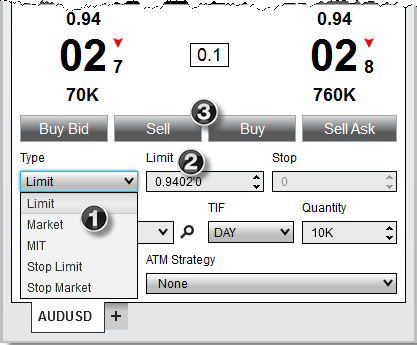 0.94 0.94
02 7 0.1 02 8
70K 760K
3
Buy Bid Sell Buy Sell Ask
Type Limit 2 Stop
Limit 0.9402'0 0
Limit
Market 1 TIF Quantity
MIT DAY 10K
Stop Limit ATM Strategy
Stop Market None
AUDUSD +